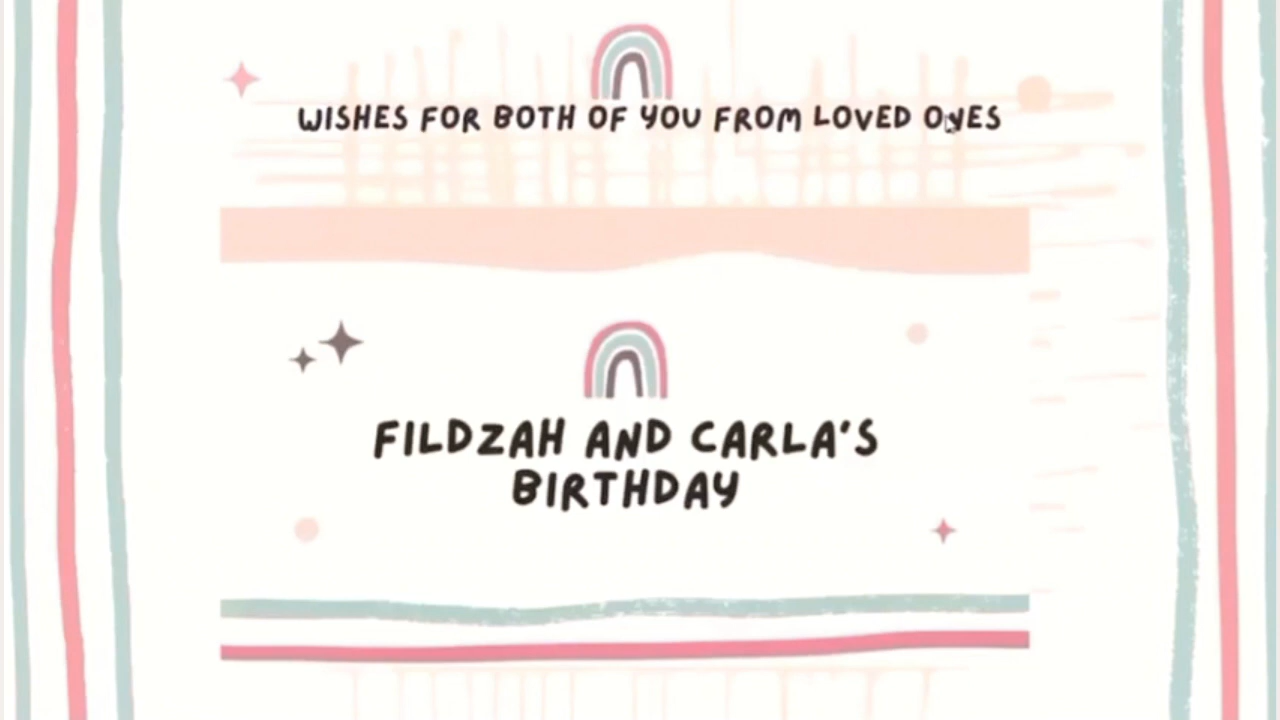 WISHES FOR BOTH OF YOU FROM LOVED ONES
FILDZAH AND CARLA'S
BIRTHDAY